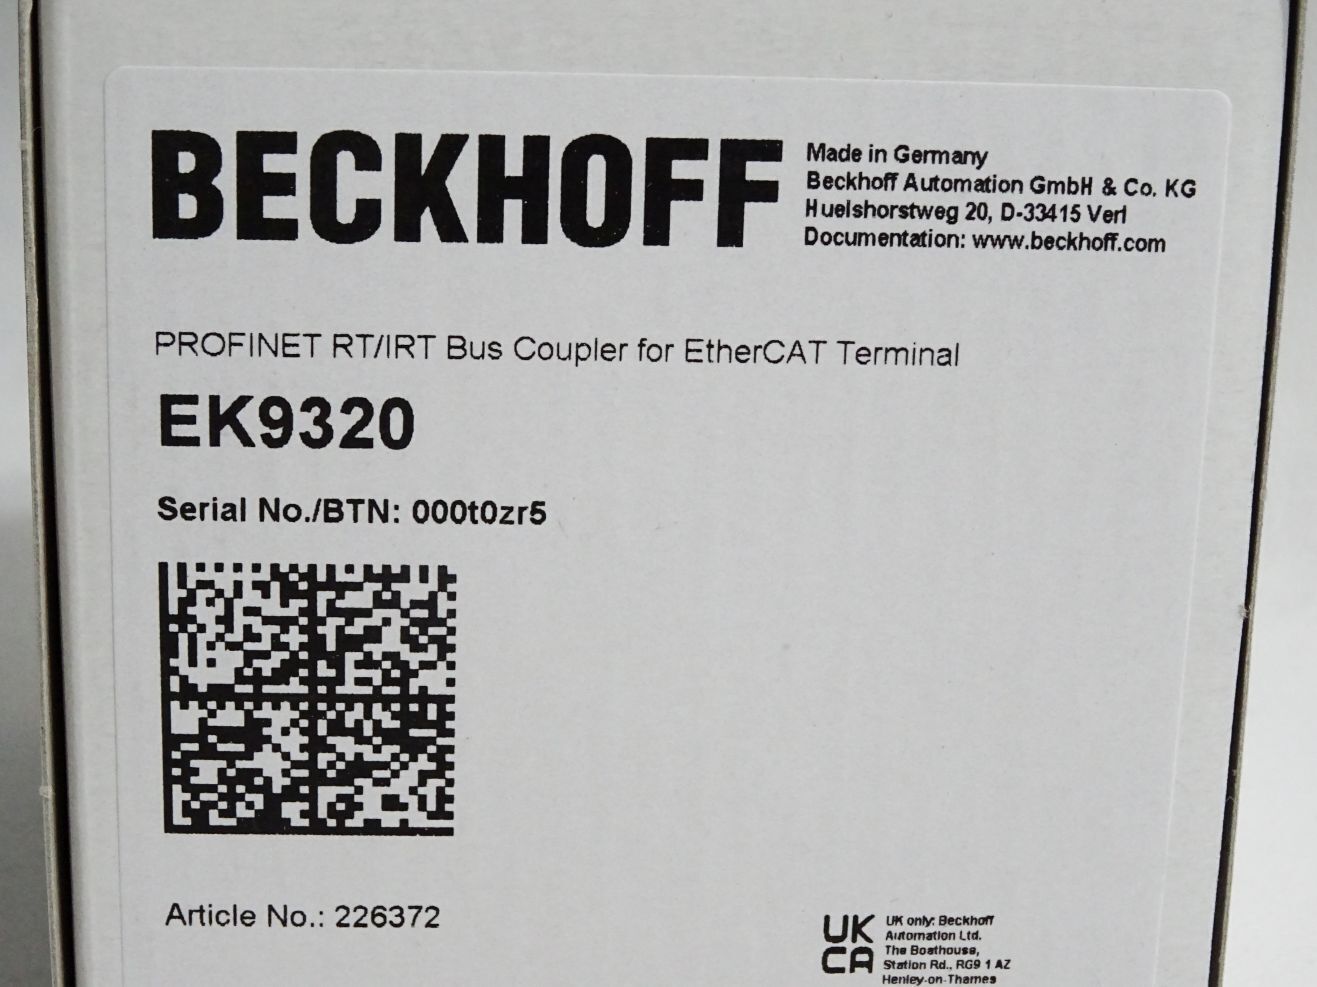 BECKHOFF
Made in Germany
Beckhoff Automation GmbH & Co. KG
Huelshorstweg 20, D-33415 Verl
Documentation: www.beckhoff.com
PROFINET RT/IRT Bus Coupler for EtherCAT Terminal
EK9320
Serial No./BTN: 000t0zr5
Article No.: 226372
UK
CA
UK only: Beckhoff
Automation Ltd.
The Boathouse,
Station Rd., RG9 1 AZ
Henley-on-Thames